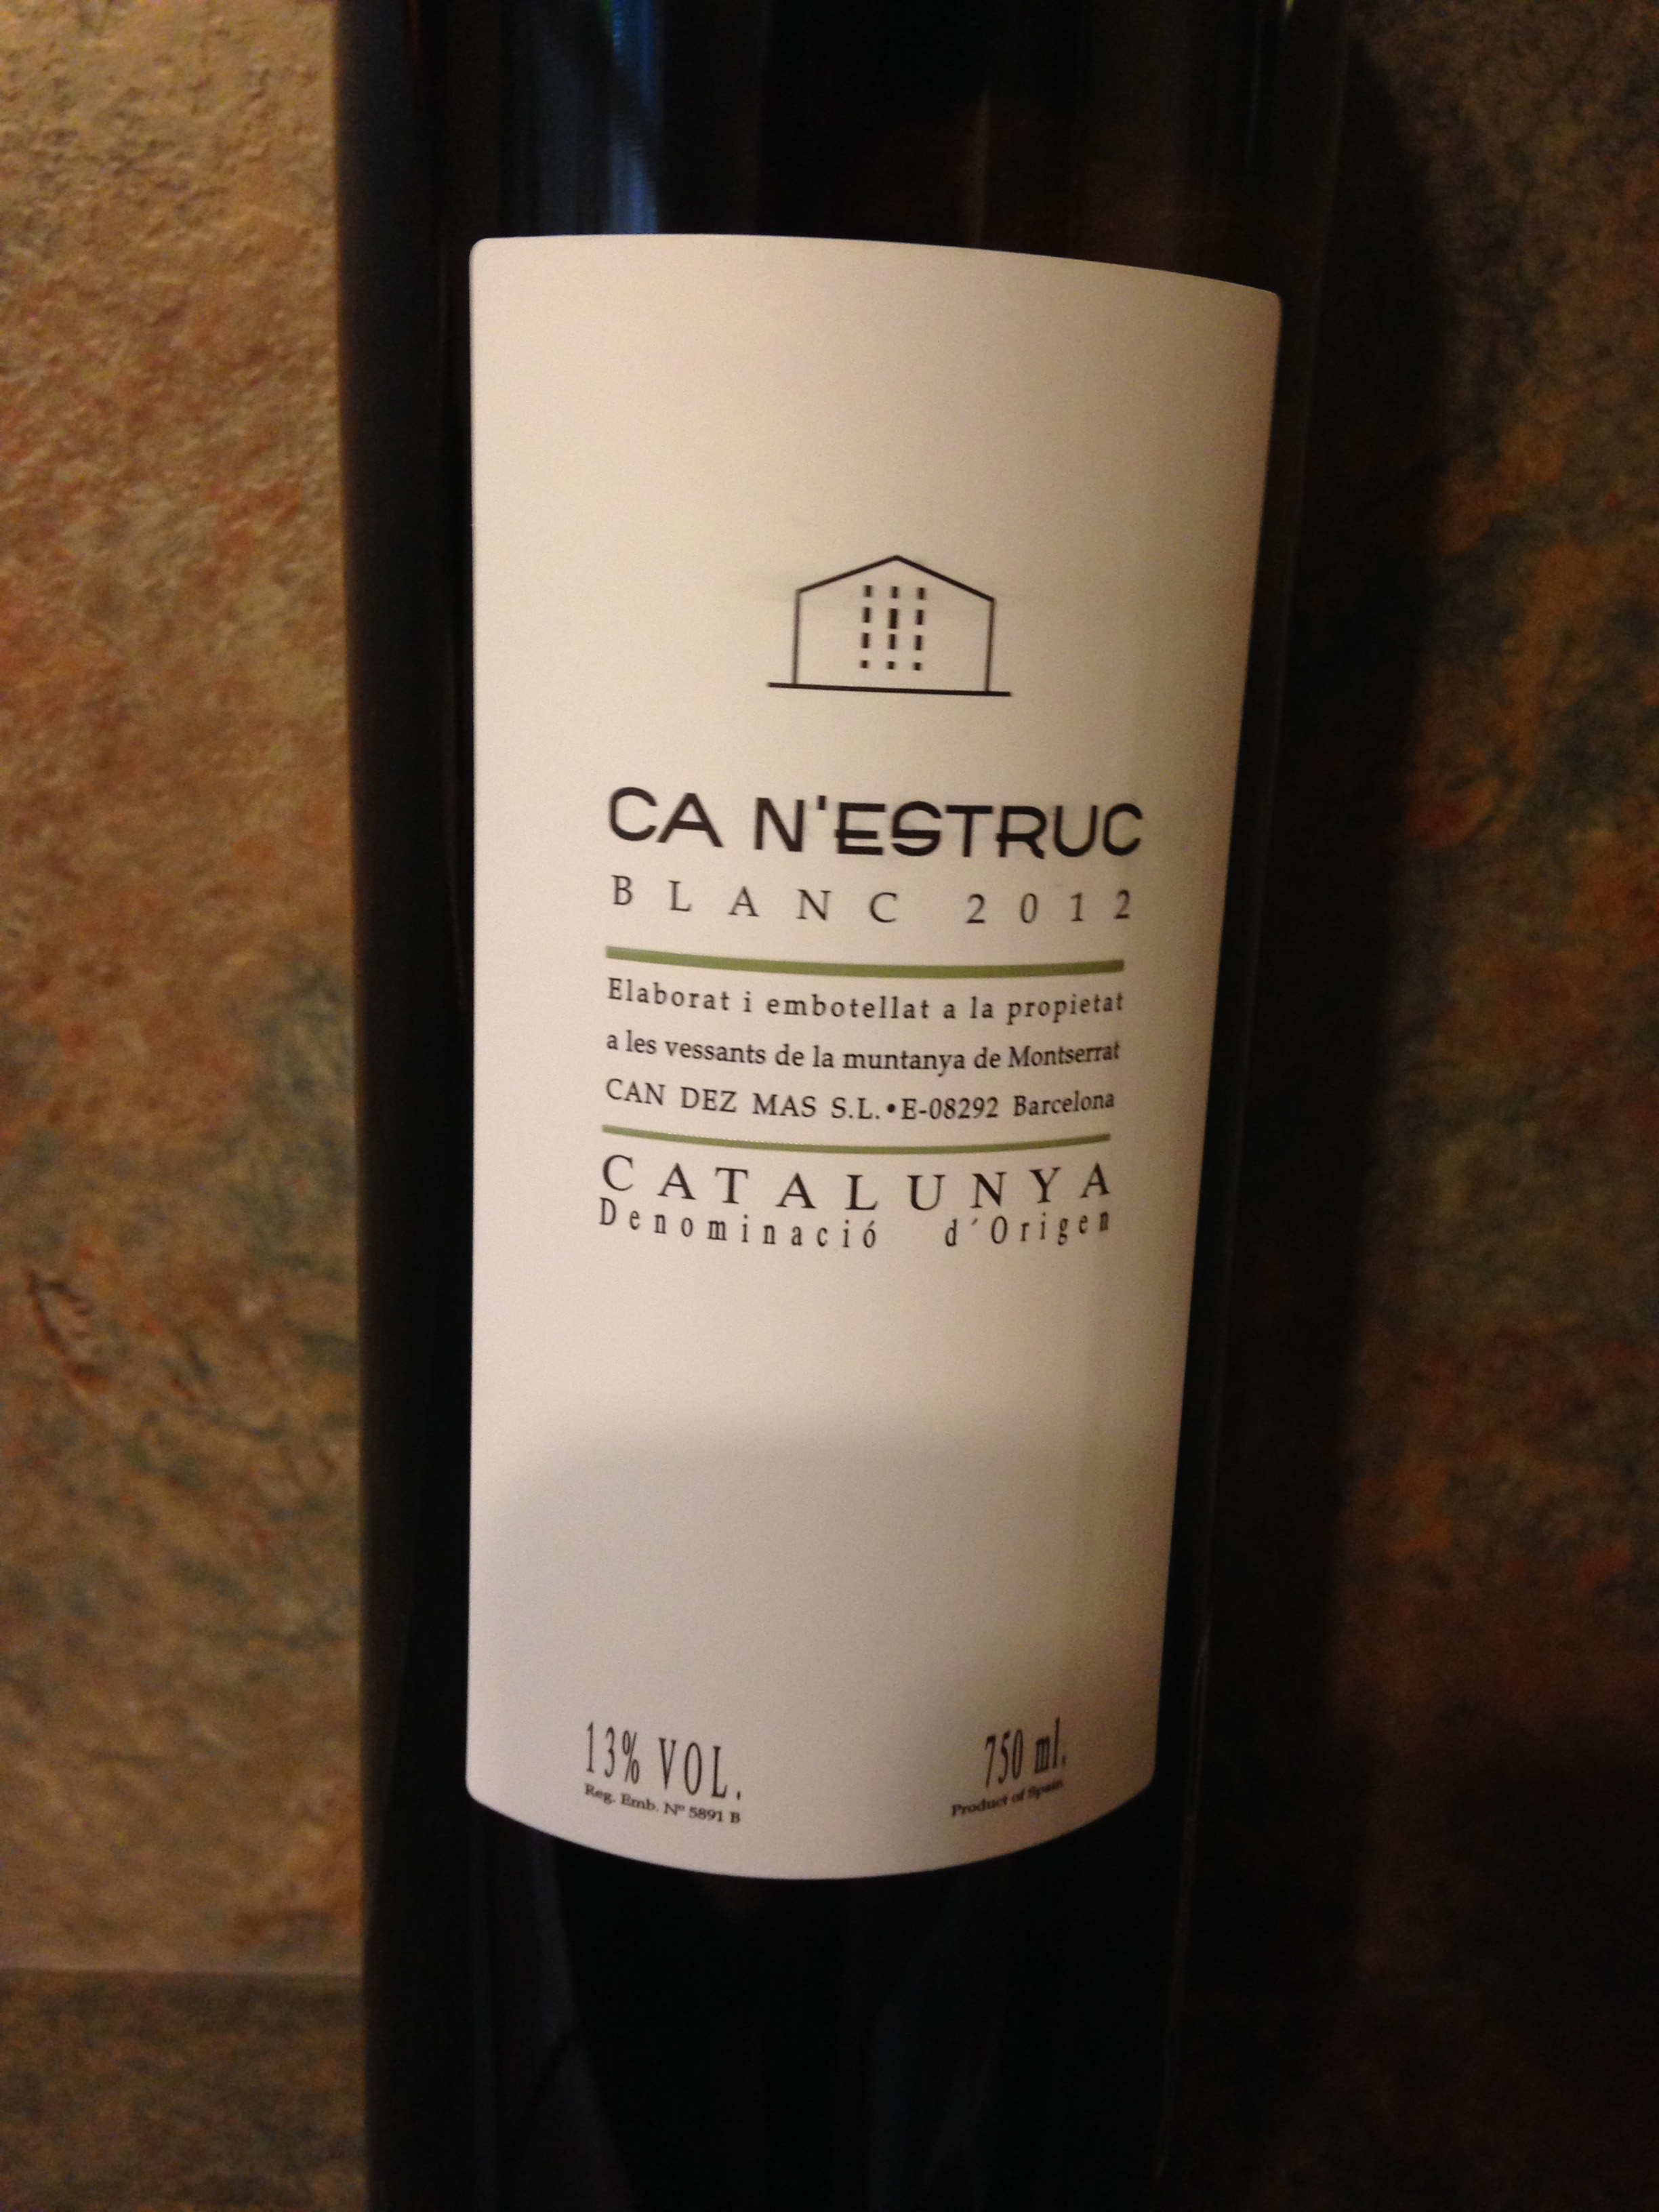 CA N'ESTRUC
BLANC 2012
Elaborat i embotellat a la propietat
a les vessants de la muntanya de Montserrat
CAN DEZ MAS S.L.•E-08292 Barcelona
CATALUNYA
Denominació d´Origen
13% VOL.
Reg. Emb. Nº 5891 B
750 ml.
Product of Spain